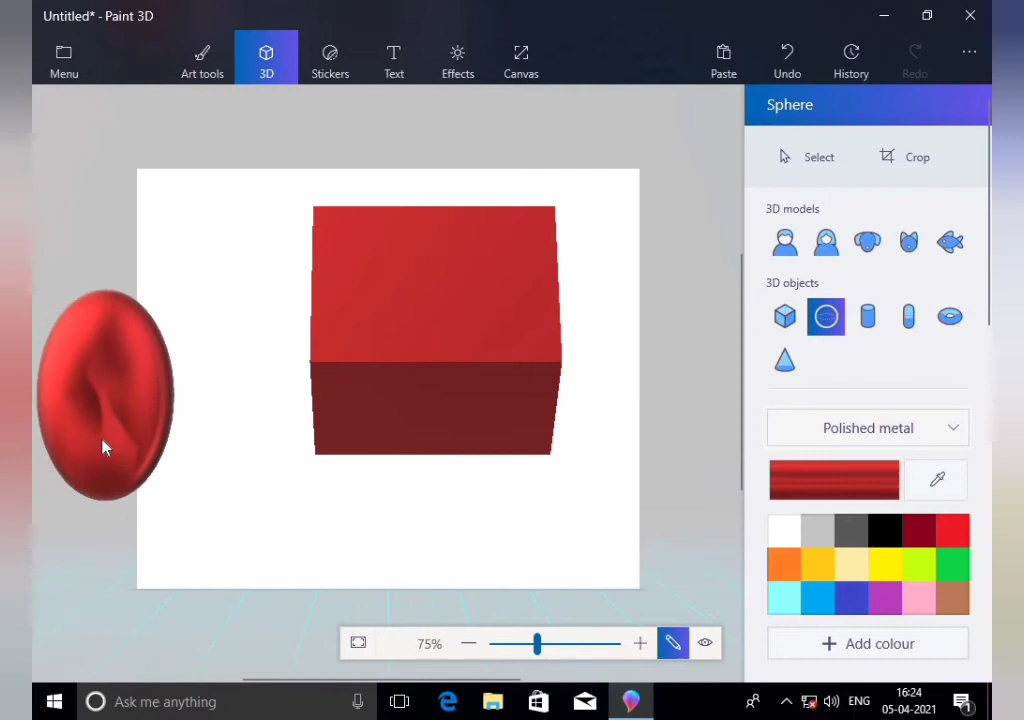 Untitled* - Paint 3D
Menu
Art tools
3D
Stickers
Text
Effects
Canvas
Paste
Undo
History
Redo
Sphere
Select
Crop
3D models
3D objects
Polished metal
75%
Add colour
Ask me anything
ENG
16:24
05-04-2021
1